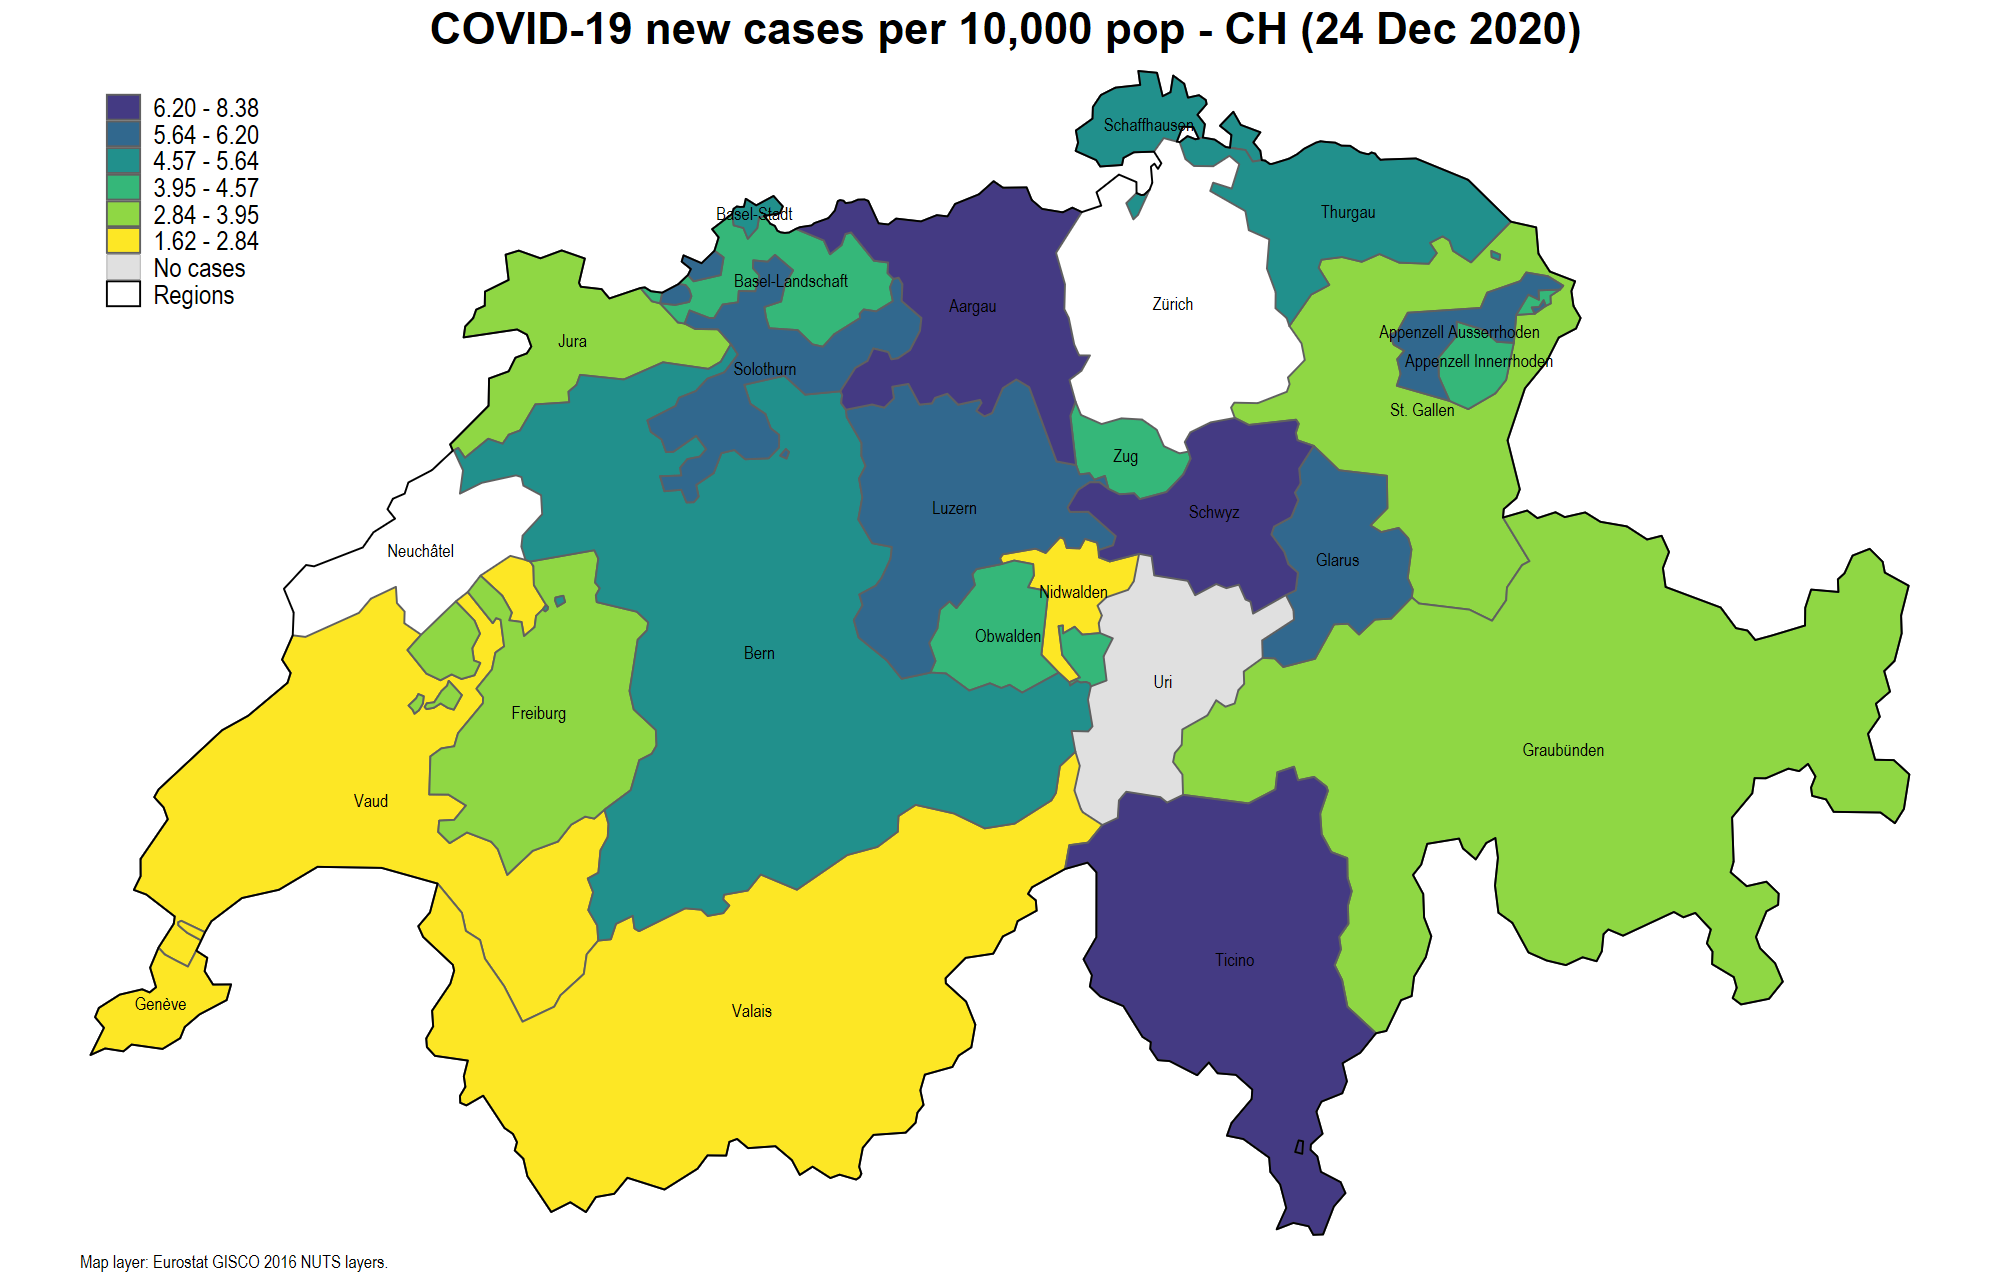 COVID-19 new cases per 10,000 pop - CH (24 Dec 2020)
6.20 - 8.38
5.64 - 6.20
4.57 - 5.64
3.95 - 4.57
2.84 - 3.95
1.62 - 2.84
No cases
Regions
Schaffhausen
Basel-Stadt
Thurgau
Basel-Landschaft
Aargau
Zürich
Jura
Appenzell Ausserrhoden
Solothurn
Appenzell Innerrhoden
St. Gallen
Zug
Luzern
Schwyz
Neuchâtel
Glarus
Nidwalden
Obwalden
Bern
Uri
Freiburg
Graubünden
Vaud
Ticino
Genève
Valais
Map layer: Eurostat GISCO 2016 NUTS layers.